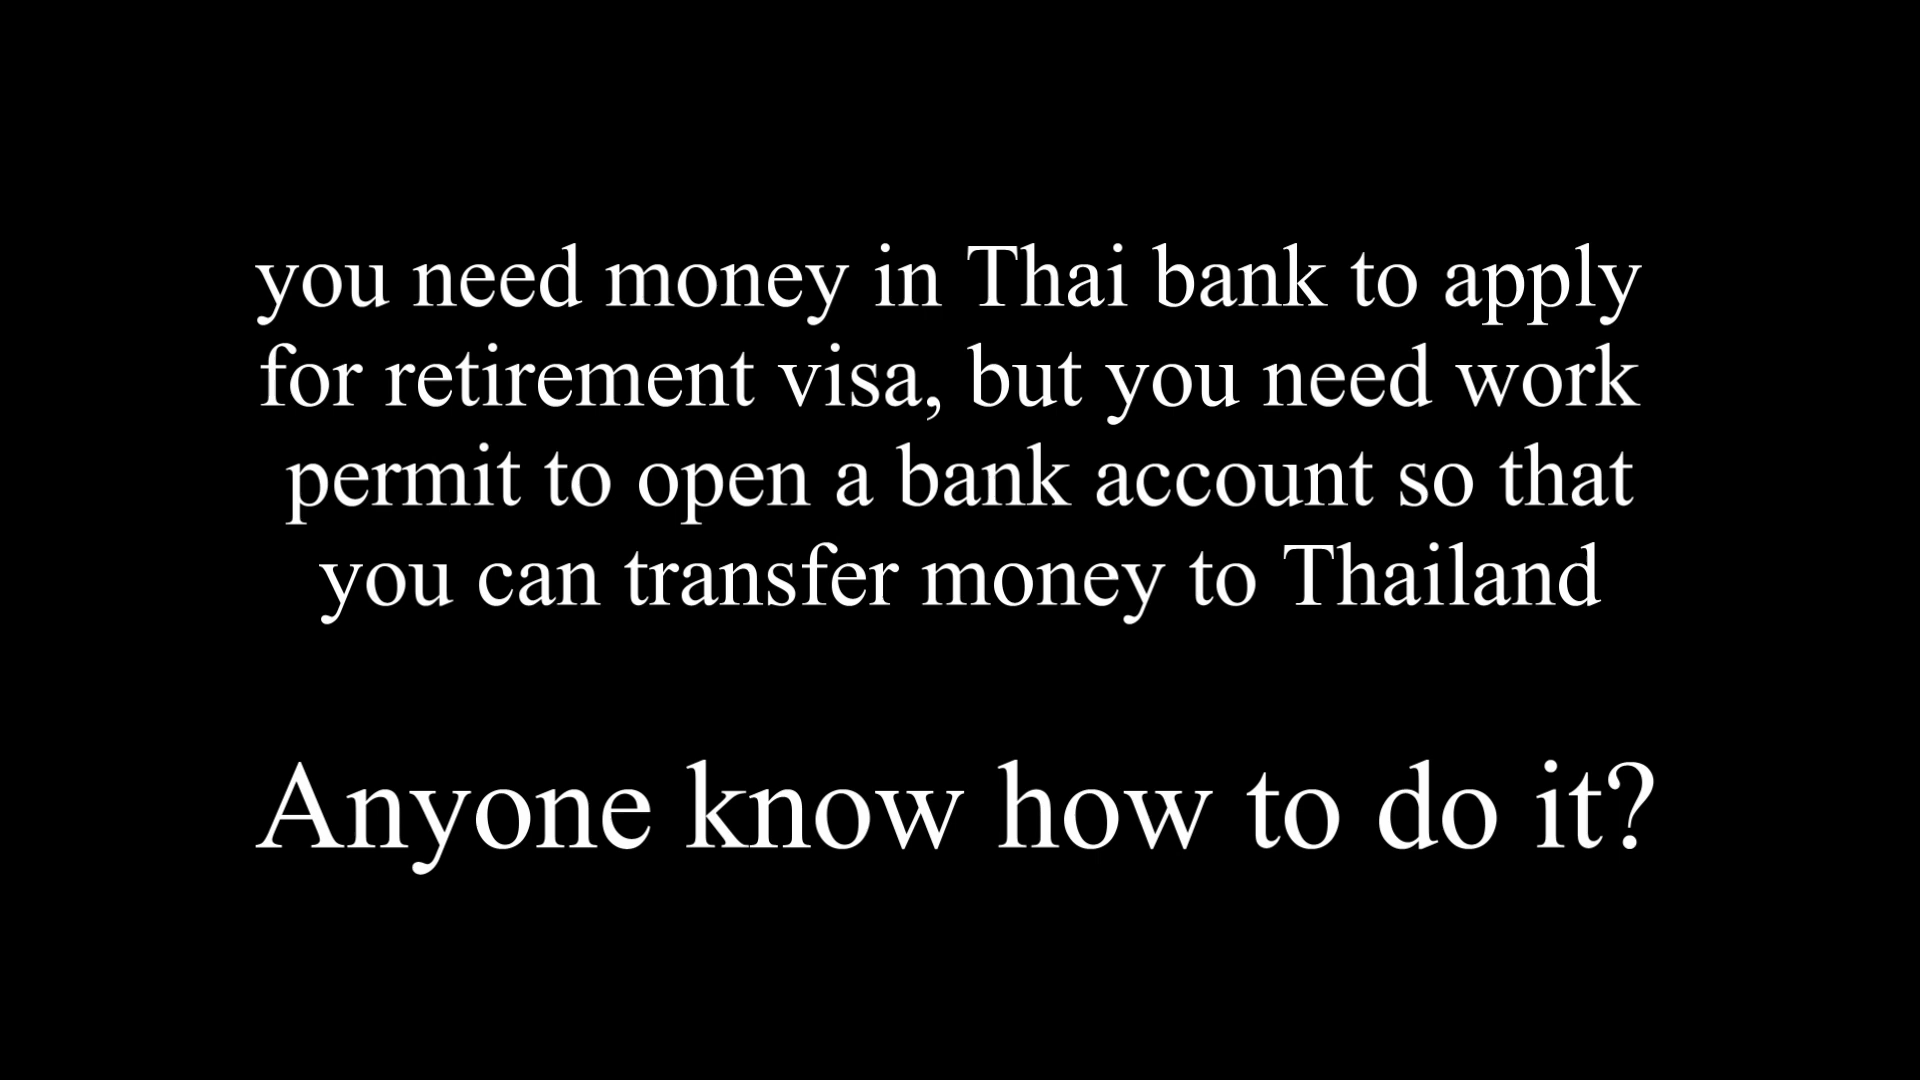 you need money in Thai bank to apply
for retirement visa, but you need work
permit to open a bank account so that
you can transfer money to Thailand
Anyone know how to do it?